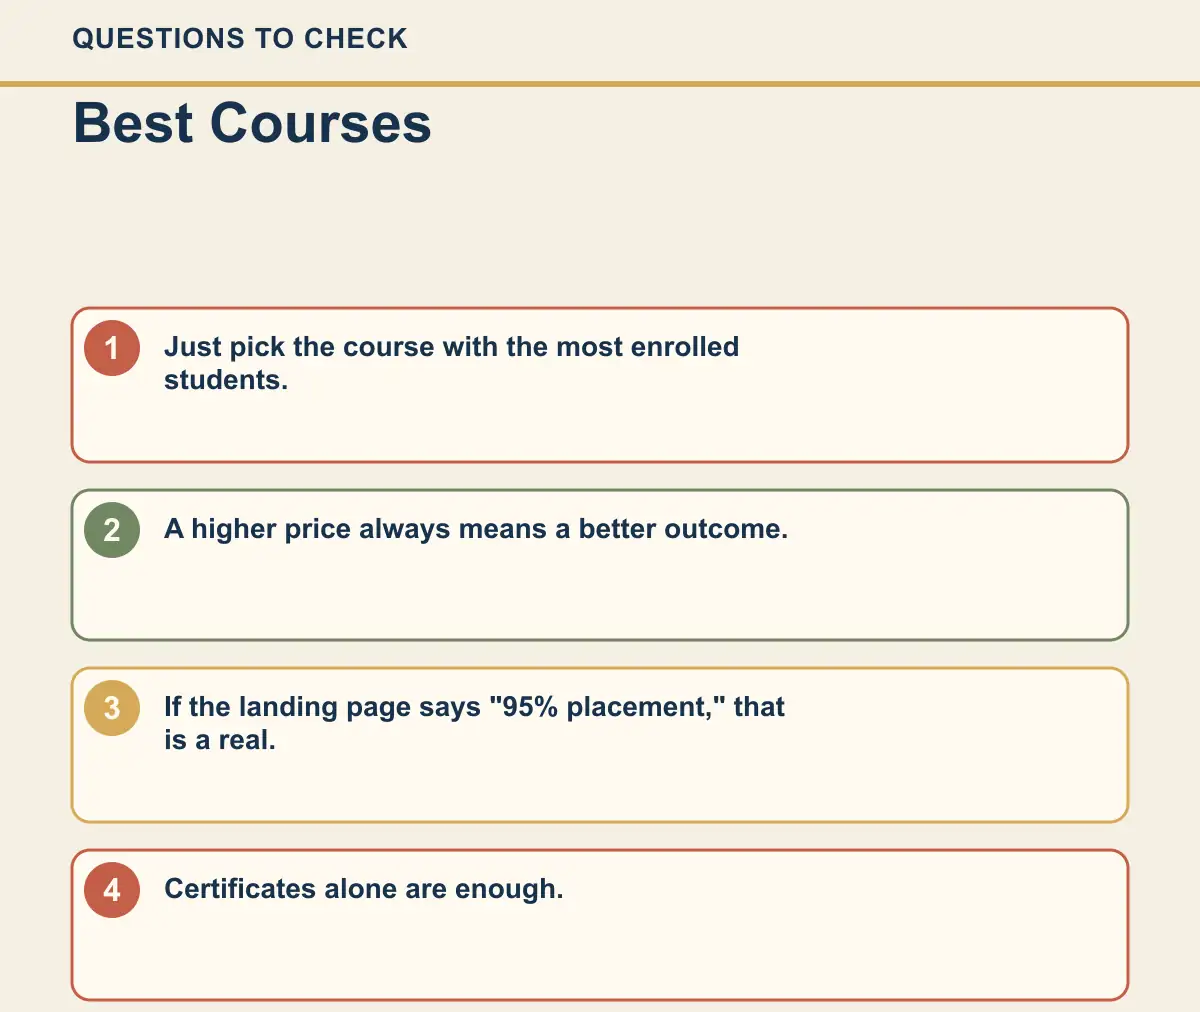 QUESTIONS TO CHECK
Best Courses
1
Just pick the course with the most enrolled
students.
2
A higher price always means a better outcome.
3
If the landing page says "95% placement," that
is a real.
4
Certificates alone are enough.